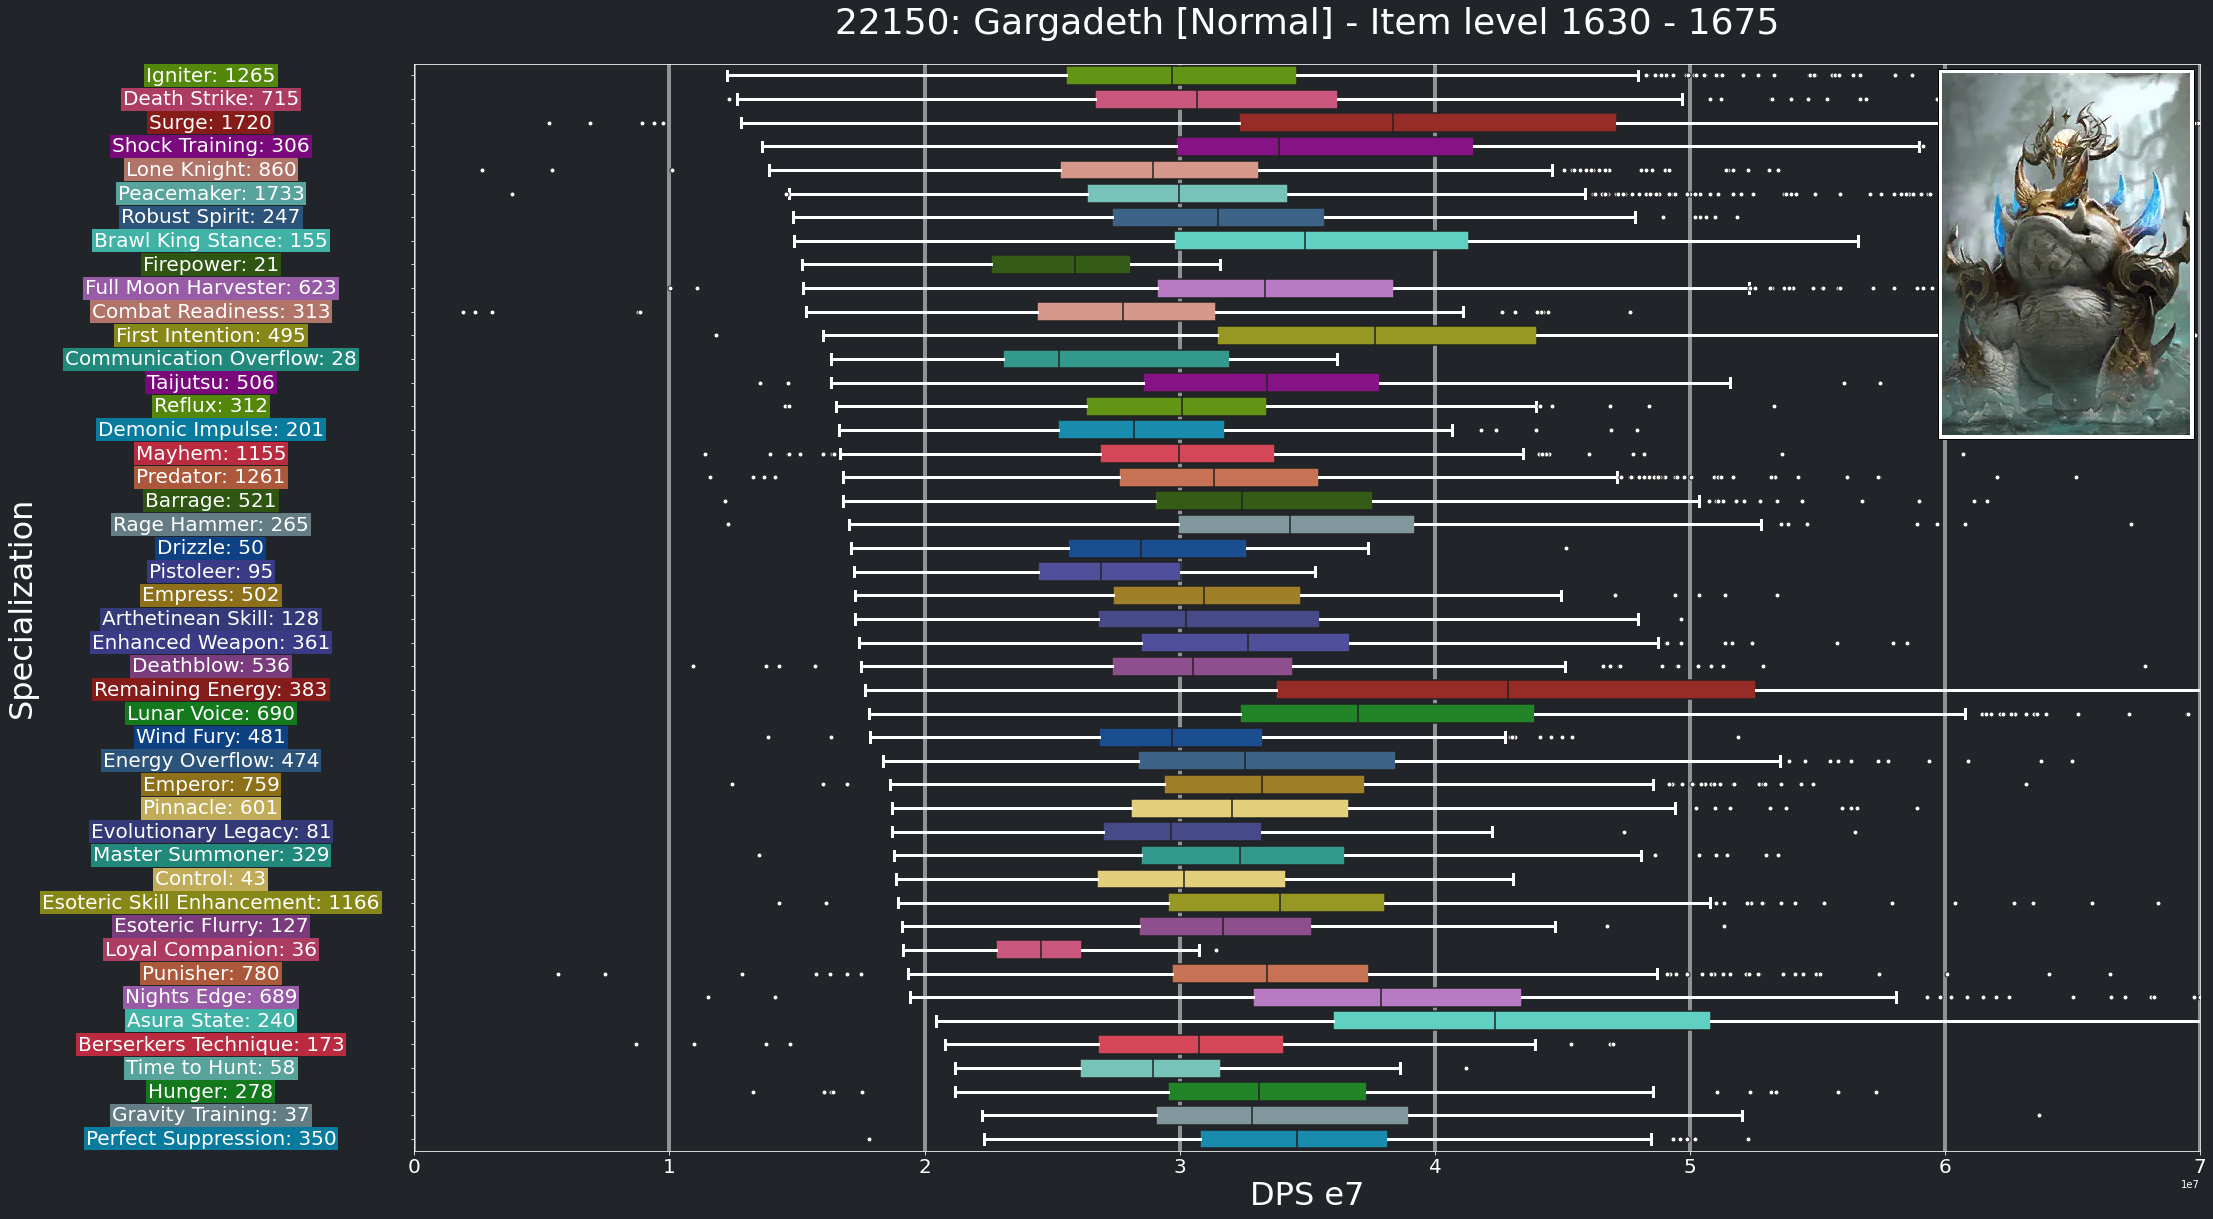 22150: Gargadeth [Normal] - Item level 1630 - 1675
Igniter: 1265
Death Strike: 715
Surge: 1720
Shock Training: 306
Lone Knight: 860
Peacemaker: 1733
Robust Spirit: 247
Brawl King Stance: 155
Firepower: 21
Full Moon Harvester: 623
Combat Readiness: 313
First Intention: 495
Communication Overflow: 28
Taijutsu: 506
Reflux: 312
Demonic Impulse: 201
Mayhem: 1155
Predator: 1261
Barrage: 521
Rage Hammer: 265
Drizzle: 50
Pistoleer: 95
Empress: 502
Arthetinean Skill: 128
Enhanced Weapon: 361
Deathblow: 536
Remaining Energy: 383
Lunar Voice: 690
Wind Fury: 481
Energy Overflow: 474
Emperor: 759
Pinnacle: 601
Evolutionary Legacy: 81
Master Summoner: 329
Control: 43
Esoteric Skill Enhancement: 1166
Esoteric Flurry: 127
Loyal Companion: 36
Punisher: 780
Nights Edge: 689
Asura State: 240
Berserkers Technique: 173
Time to Hunt: 58
Hunger: 278
Gravity Training: 37
Perfect Suppression: 350
Specialization
0 1 2 3 4 5 6 7
1e7
DPS e7